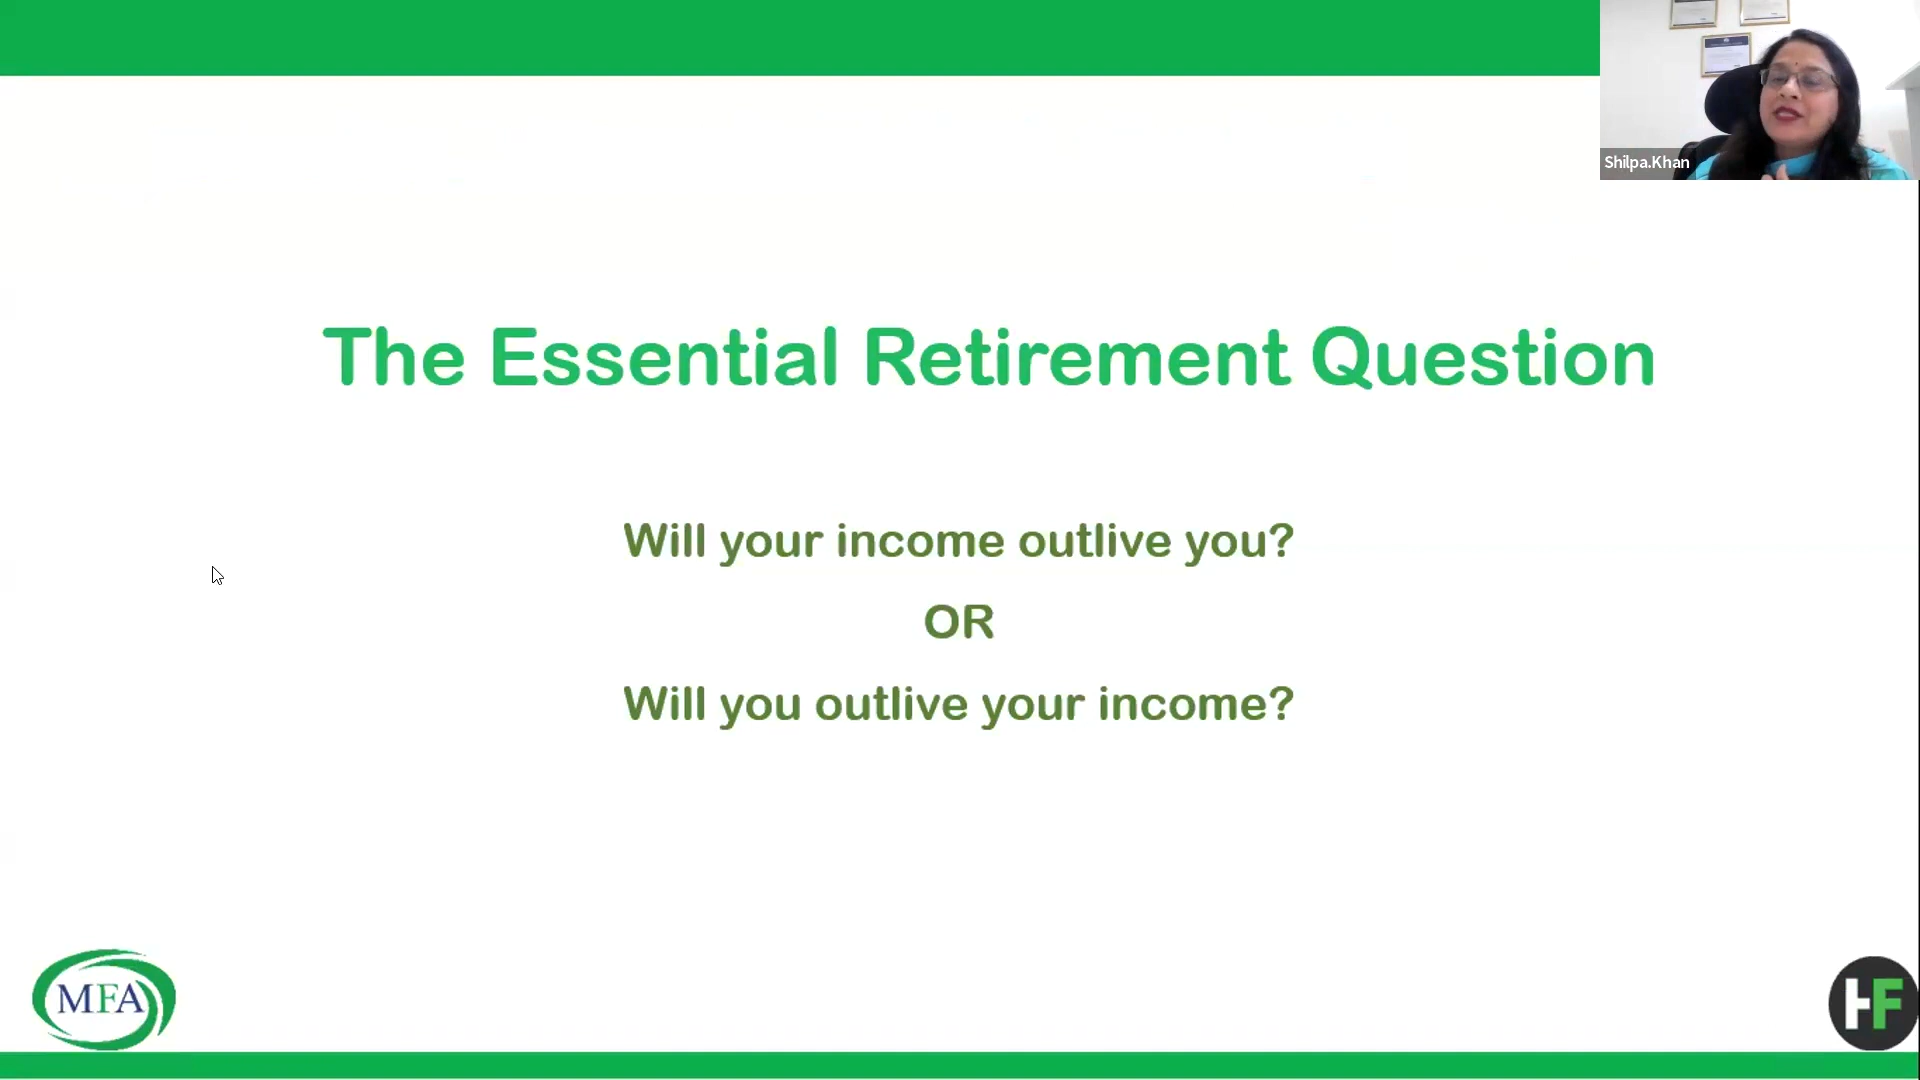 Shilpa.Khan
The Essential Retirement Question
Will your income outlive you?
OR
Will you outlive your income?
MFA
HF